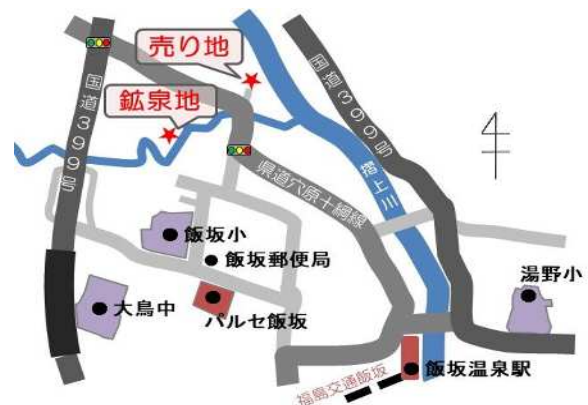 売り地
鉱泉地
国道399号
国道399号
摺上川
県道穴原十綱線
飯坂小
飯坂郵便局
湯野小
大鳥中
パルセ飯坂
飯坂温泉駅
福島交通飯坂